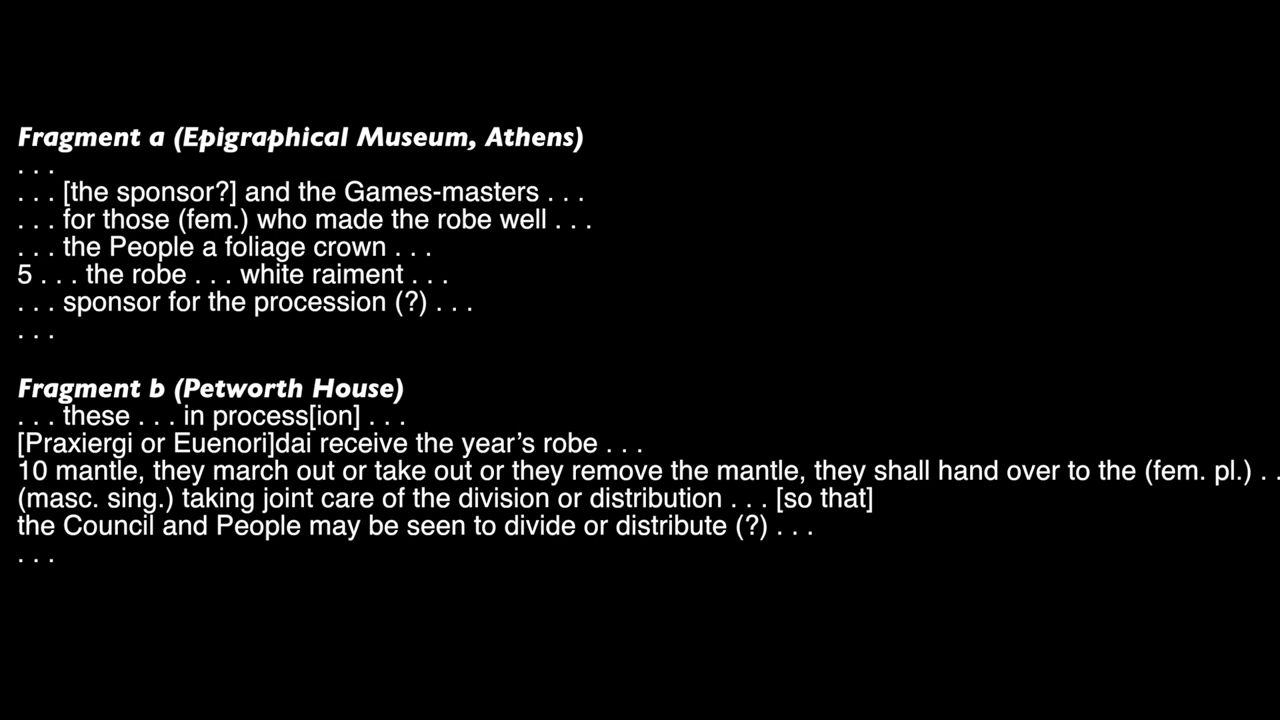 Fragment a (Epigraphical Museum, Athens)
. . .
. . . [the sponsor?] and the Games-masters . . .
. . . for those (fem.) who made the robe well . . .
. . . the People a foliage crown . . .
5 . . . the robe . . . white raiment . . .
. . . sponsor for the procession (?) . . .
. . .
Fragment b (Petworth House)
. . . these . . . in process[ion] . . .
[Praxiergi or Euenori]dai receive the year’s robe . . .
10 mantle, they march out or take out or they remove the mantle, they shall hand over to the (fem. pl.) . .
(masc. sing.) taking joint care of the division or distribution . . . [so that]
the Council and People may be seen to divide or distribute (?) . . .
. . .